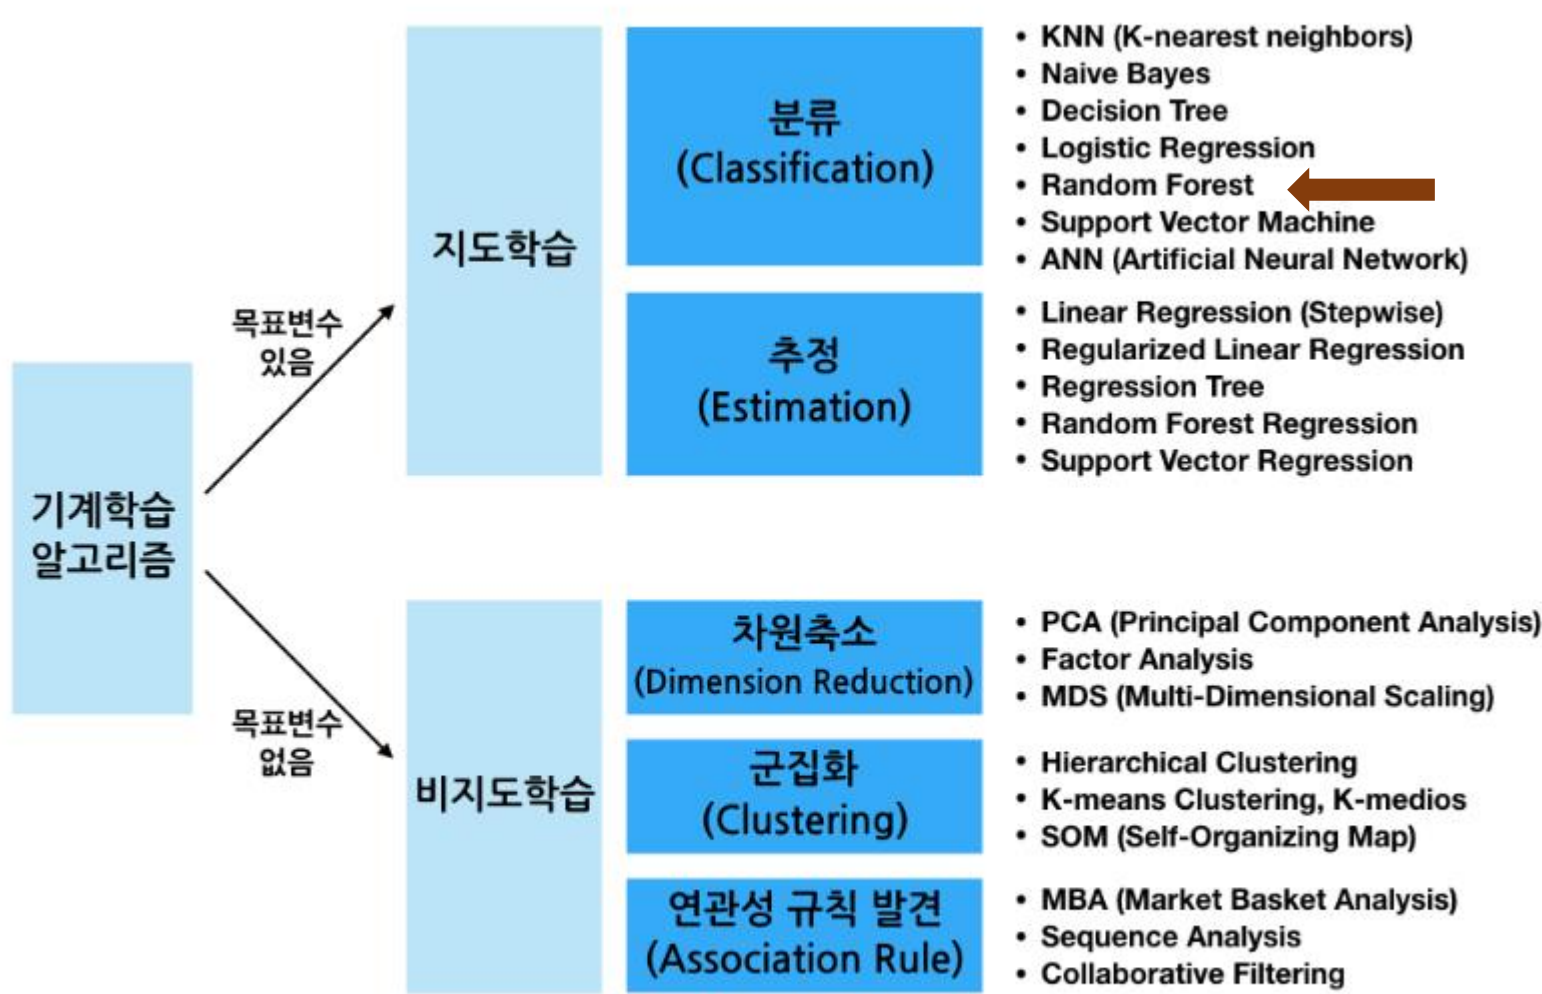 기계학습
알고리즘
목표변수
있음
목표변수
없음
지도학습
분류
(Classification)
• KNN (K-nearest neighbors)
• Naive Bayes
• Decision Tree
• Logistic Regression
• Random Forest
• Support Vector Machine
• ANN (Artificial Neural Network)
추정
(Estimation)
• Linear Regression (Stepwise)
• Regularized Linear Regression
• Regression Tree
• Random Forest Regression
• Support Vector Regression
비지도학습
차원축소
(Dimension Reduction)
• PCA (Principal Component Analysis)
• Factor Analysis
• MDS (Multi-Dimensional Scaling)
군집화
(Clustering)
• Hierarchical Clustering
• K-means Clustering, K-medios
• SOM (Self-Organizing Map)
연관성 규칙 발견
(Association Rule)
• MBA (Market Basket Analysis)
• Sequence Analysis
• Collaborative Filtering